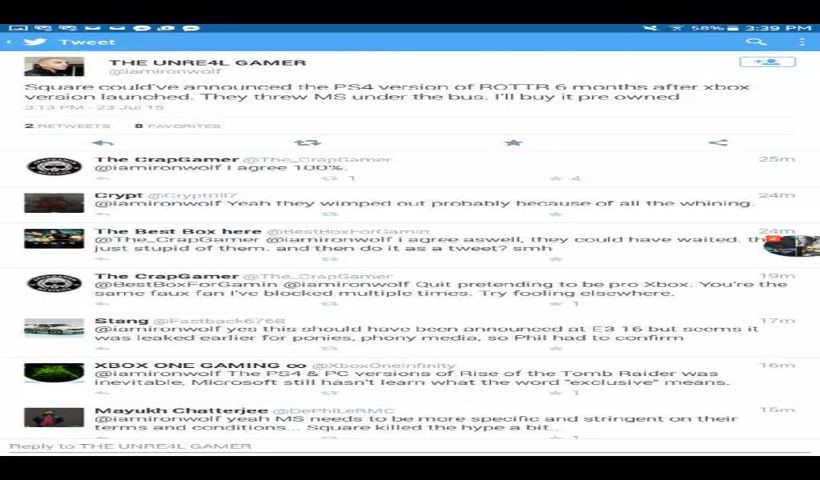 58% 3:39 PM
Tweet
THE UNRE4L GAMER
@iamironwolf
Square could've announced the PS4 version of ROTTR 6 months after xbox
version launched. They threw MS under the bus. I'll buy it pre owned
3:13 PM · 23 Jul 15
2 RETWEETS 8 FAVORITES
The CrapGamer @The_CrapGamer 25m
@iamironwolf I agree 100%.
1 4
Crypt 24m
@iamironwolf Yeah they wimped out probably because of all the whining.
The Best Box here @BestBoxForGamin 24m
@The_CrapGamer @iamironwolf i agree aswell, they could have waited. th
just stupid of them. and then do it as a tweet? smh
The CrapGamer @The_CrapGamer 19m
@BestBoxForGamin @iamironwolf Quit pretending to be pro Xbox. You're the
same faux fan I've blocked multiple times. Try fooling elsewhere.
1
Stang @Fastback6768 17m
@iamironwolf yes this should have been announced at E3 16 but seems it
was leaked earlier for ponies, phony media, so Phil had to confirm
XBOX ONE GAMING ∞ @XboxOneInfinity 16m
@iamironwolf The PS4 & PC versions of Rise of the Tomb Raider was
inevitable, Microsoft still hasn't learn what the word "exclusive" means.
1
Mayukh Chatterjee @DePhiLeRMC 15m
@iamironwolf yeah MS needs to be more specific and stringent on their
terms and conditions... Square killed the hype a bit..
1
Reply to THE UNRE4L GAMER